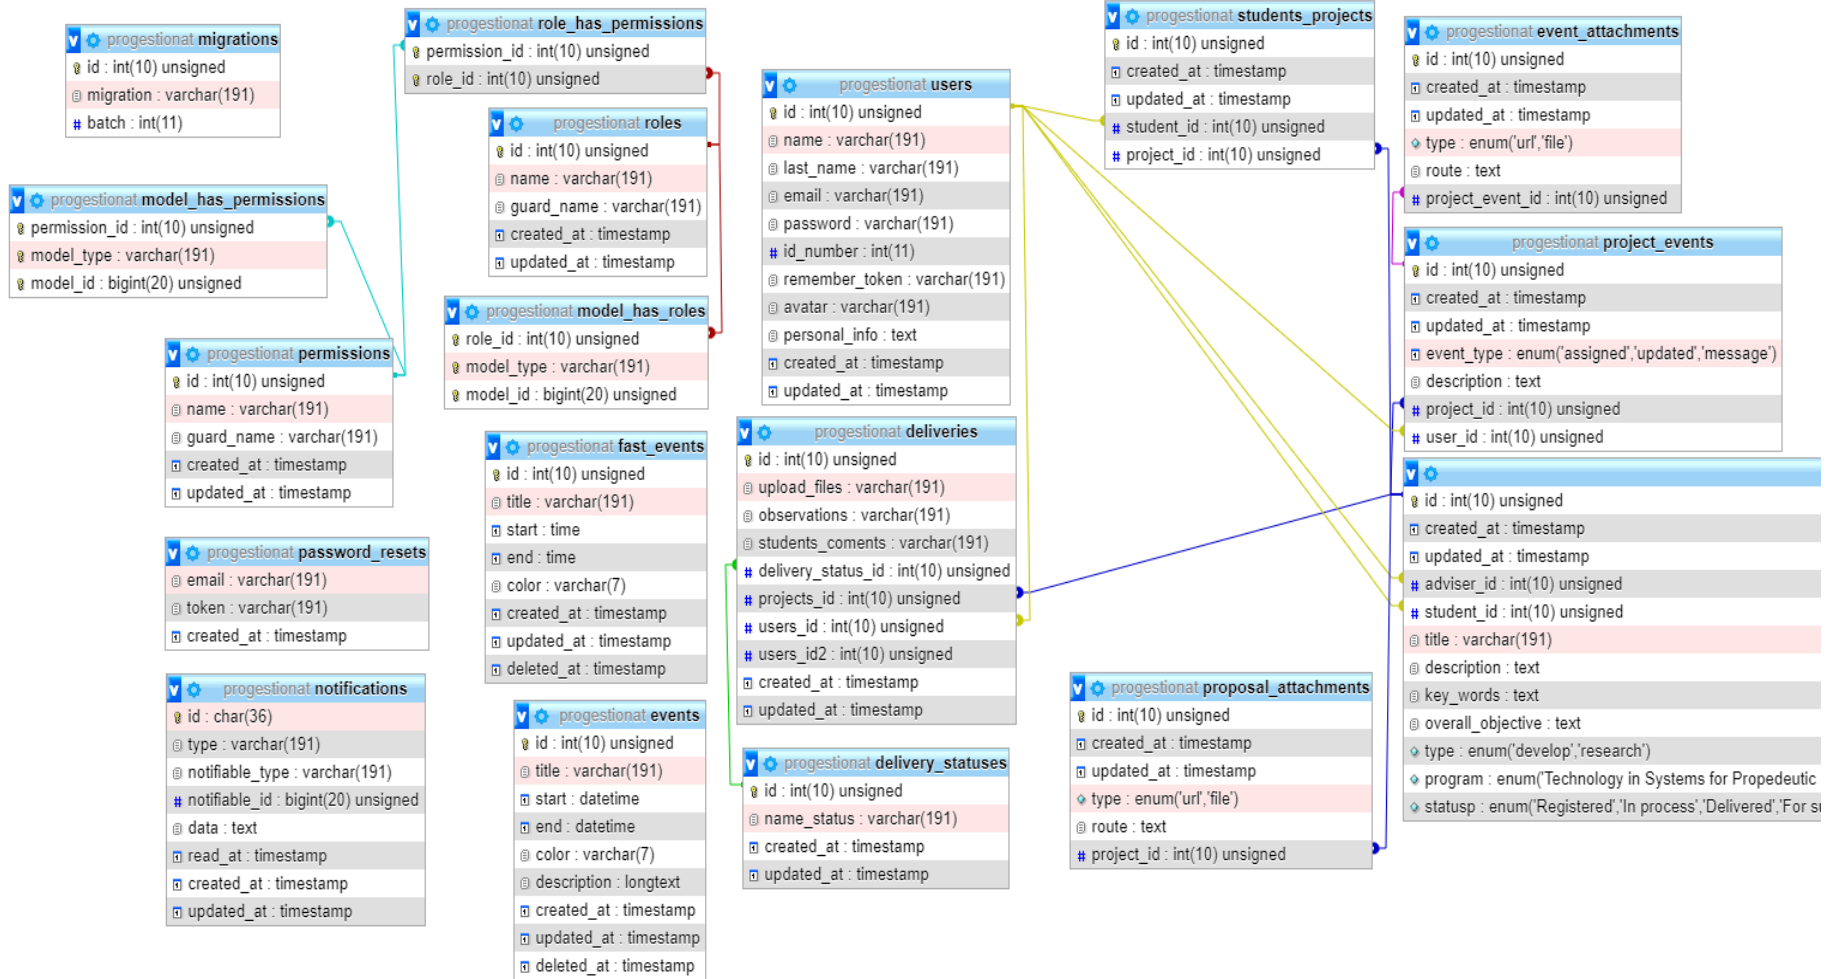 progestionat migrations
id : int(10) unsigned
migration : varchar(191)
# batch : int(11)
progestionat model_has_permissions
permission_id : int(10) unsigned
model_type : varchar(191)
model_id : bigint(20) unsigned
progestionat permissions
id : int(10) unsigned
name : varchar(191)
guard_name : varchar(191)
created_at : timestamp
updated_at : timestamp
progestionat password_resets
email : varchar(191)
token : varchar(191)
created_at : timestamp
progestionat notifications
id : char(36)
type : varchar(191)
notifiable_type : varchar(191)
# notifiable_id : bigint(20) unsigned
data : text
read_at : timestamp
created_at : timestamp
updated_at : timestamp
progestionat role_has_permissions
permission_id : int(10) unsigned
role_id : int(10) unsigned
progestionat roles
id : int(10) unsigned
name : varchar(191)
guard_name : varchar(191)
created_at : timestamp
updated_at : timestamp
progestionat model_has_roles
role_id : int(10) unsigned
model_type : varchar(191)
model_id : bigint(20) unsigned
progestionat fast_events
id : int(10) unsigned
title : varchar(191)
start : time
end : time
color : varchar(7)
created_at : timestamp
updated_at : timestamp
deleted_at : timestamp
progestionat events
id : int(10) unsigned
title : varchar(191)
start : datetime
end : datetime
color : varchar(7)
description : longtext
created_at : timestamp
updated_at : timestamp
deleted_at : timestamp
progestionat users
id : int(10) unsigned
name : varchar(191)
last_name : varchar(191)
email : varchar(191)
password : varchar(191)
# id_number : int(11)
remember_token : varchar(191)
avatar : varchar(191)
personal_info : text
created_at : timestamp
updated_at : timestamp
progestionat deliveries
id : int(10) unsigned
upload_files : varchar(191)
observations : varchar(191)
students_coments : varchar(191)
# delivery_status_id : int(10) unsigned
# projects_id : int(10) unsigned
# users_id : int(10) unsigned
# users_id2 : int(10) unsigned
created_at : timestamp
updated_at : timestamp
progestionat delivery_statuses
id : int(10) unsigned
name_status : varchar(191)
created_at : timestamp
updated_at : timestamp
progestionat students_projects
id : int(10) unsigned
created_at : timestamp
updated_at : timestamp
# student_id : int(10) unsigned
# project_id : int(10) unsigned
progestionat proposal_attachments
id : int(10) unsigned
created_at : timestamp
updated_at : timestamp
type : enum('url','file')
route : text
# project_id : int(10) unsigned
progestionat event_attachments
id : int(10) unsigned
created_at : timestamp
updated_at : timestamp
type : enum('url','file')
route : text
# project_event_id : int(10) unsigned
progestionat project_events
id : int(10) unsigned
created_at : timestamp
updated_at : timestamp
event_type : enum('assigned','updated','message')
description : text
# project_id : int(10) unsigned
# user_id : int(10) unsigned
id : int(10) unsigned
created_at : timestamp
updated_at : timestamp
# adviser_id : int(10) unsigned
# student_id : int(10) unsigned
title : varchar(191)
description : text
key_words : text
overall_objective : text
type : enum('develop','research')
program : enum('Technology in Systems for Propedeutic
statusp : enum('Registered','In process','Delivered','For su